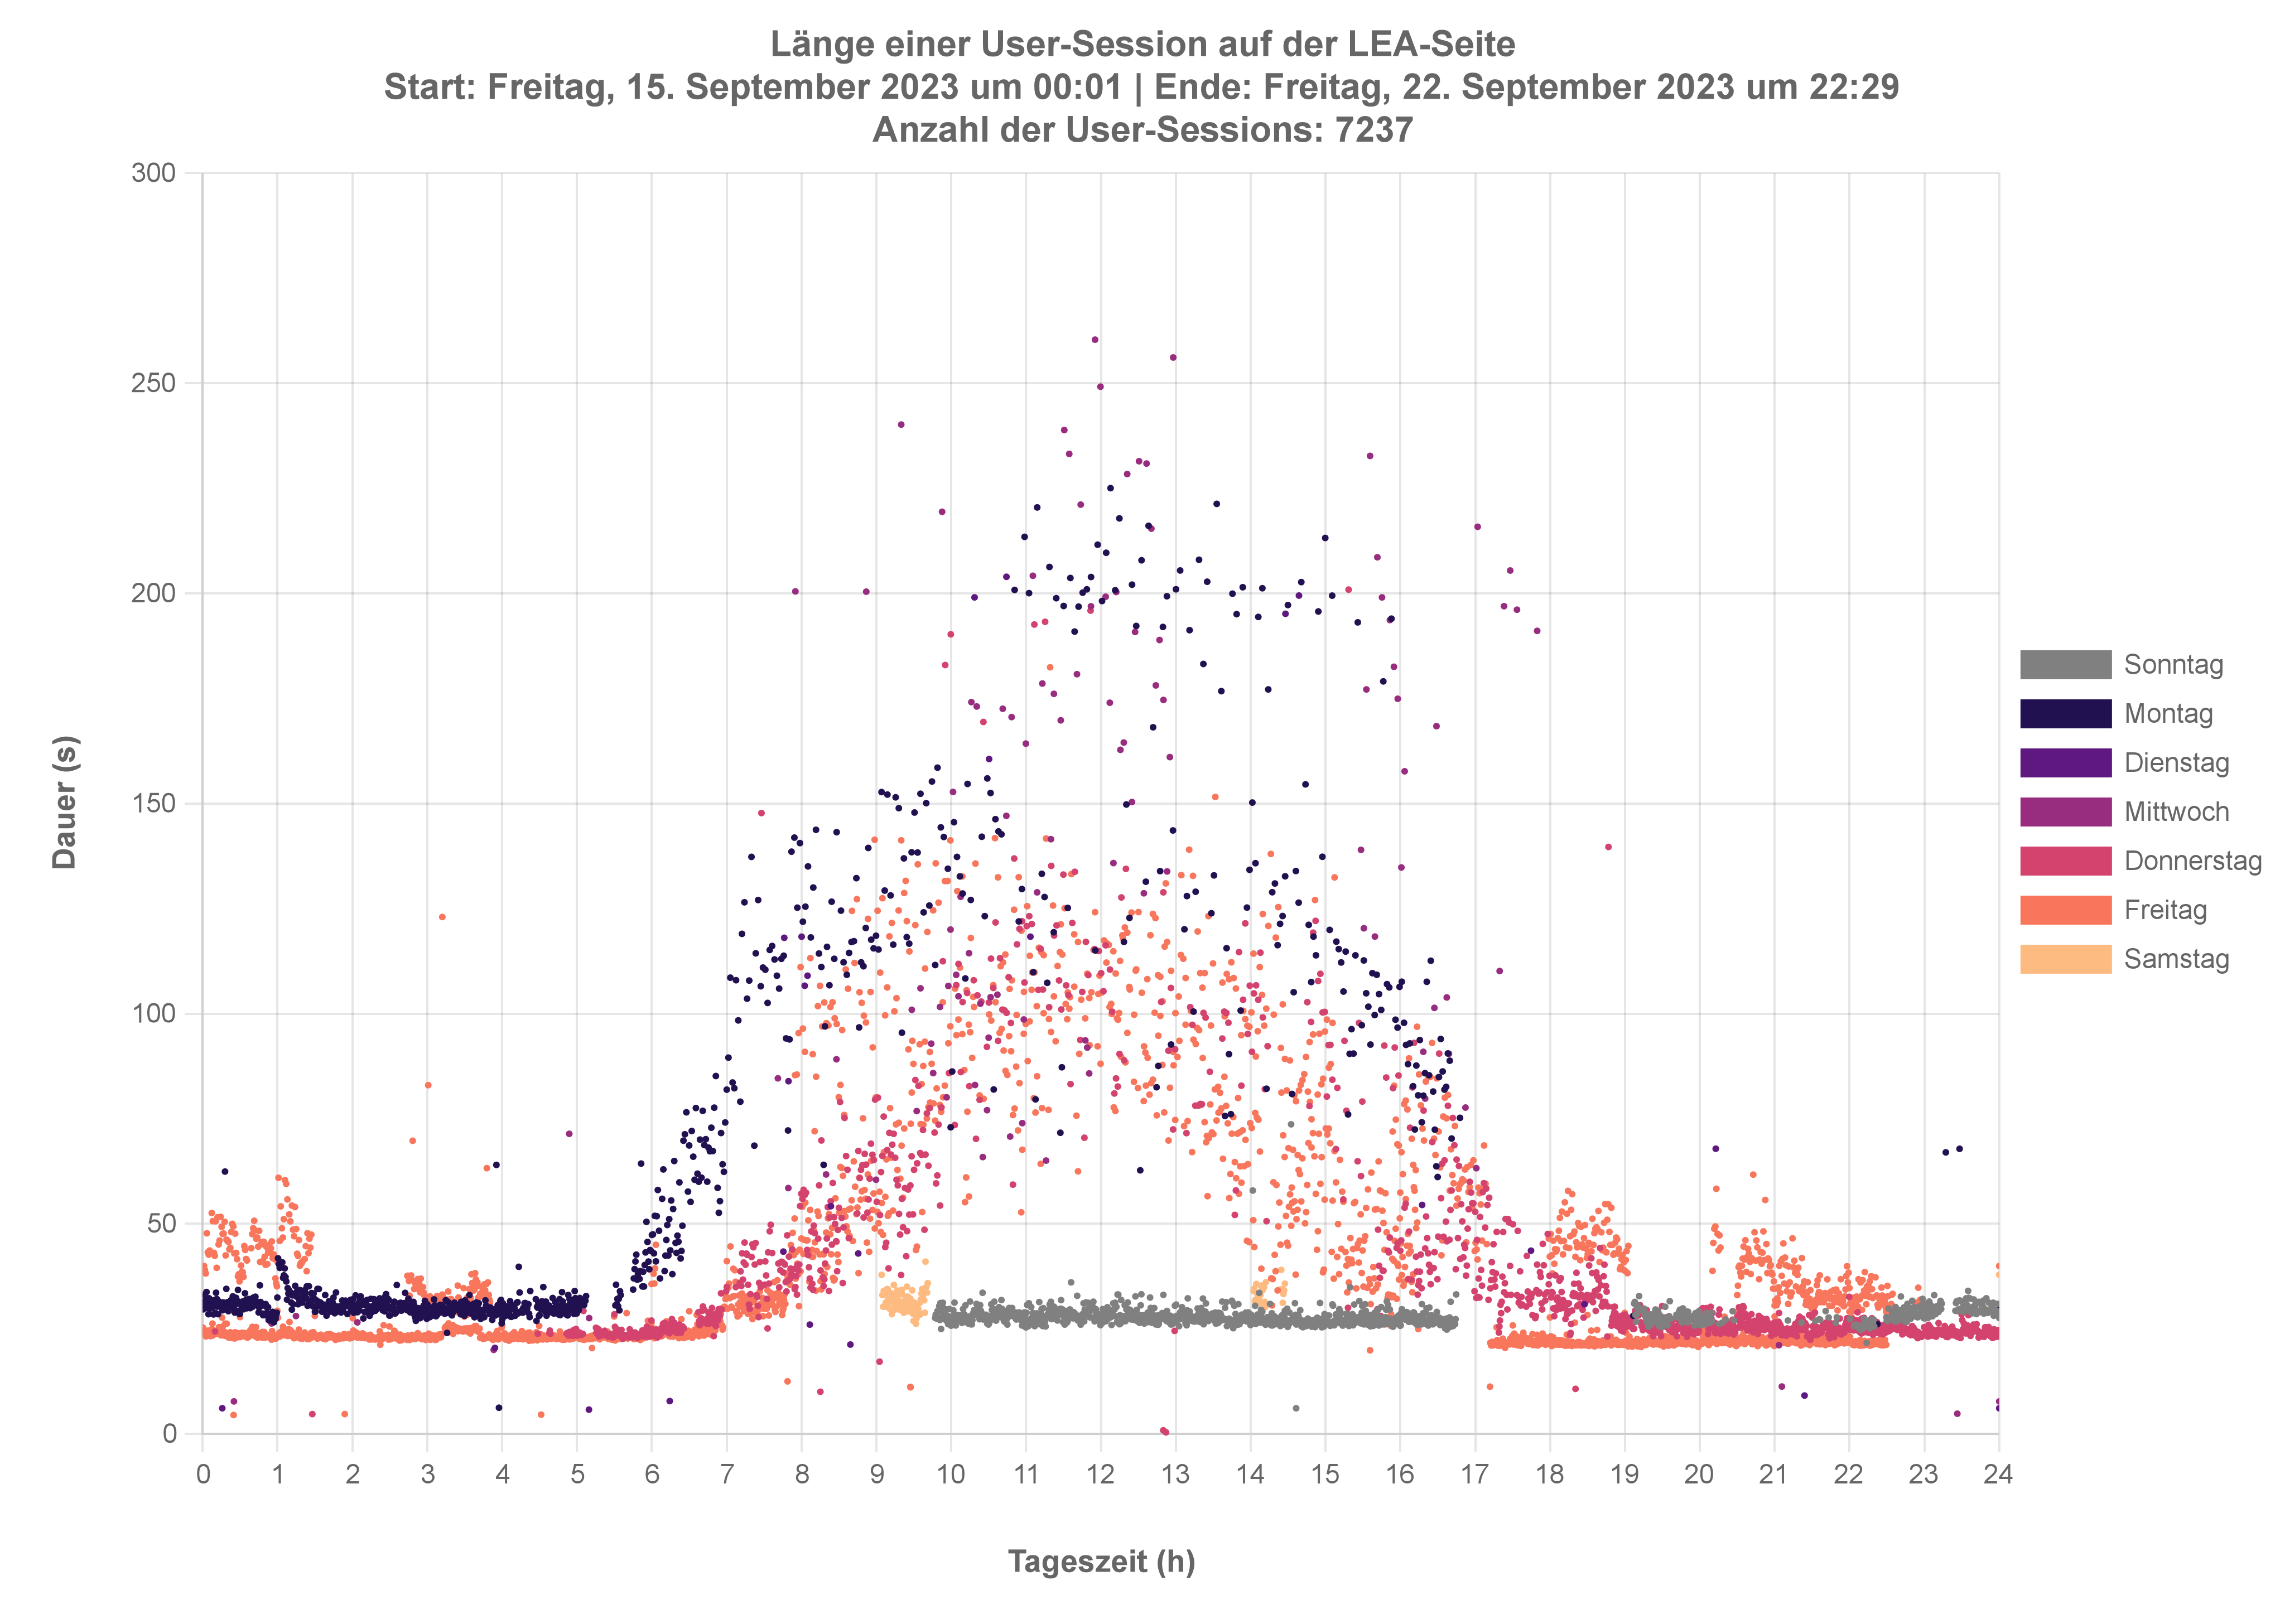 Länge einer User-Session auf der LEA-Seite
Start: Freitag, 15. September 2023 um 00:01 | Ende: Freitag, 22. September 2023 um 22:29
Anzahl der User-Sessions: 7237
300
250
200
150
100
50
0
Dauer (s)
0 1 2 3 4 5 6 7 8 9 10 11 12 13 14 15 16 17 18 19 20 21 22 23 24
Tageszeit (h)
Sonntag
Montag
Dienstag
Mittwoch
Donnerstag
Freitag
Samstag